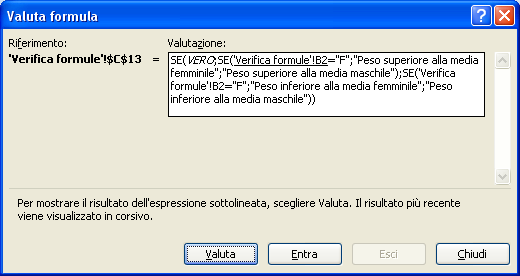 Valuta formula
Riferimento:
Valutazione:
'Verifica formule'!$C$13 =
SE(VERO;SE('Verifica formule'!B2="F";"Peso superiore alla media
femminile";"Peso superiore alla media maschile");SE('Verifica
formule'!B2="F";"Peso inferiore alla media femminile";"Peso
inferiore alla media maschile"))
Per mostrare il risultato dell'espressione sottolineata, scegliere Valuta. Il risultato più recente
viene visualizzato in corsivo.
Valuta
Entra
Esci
Chiudi